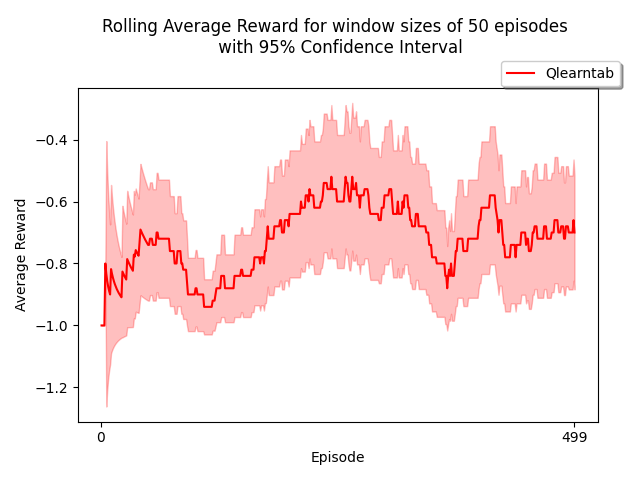 Rolling Average Reward for window sizes of 50 episodes
with 95% Confidence Interval
Qlearntab
−0.4
−0.6
−0.8
−1.0
−1.2
Average Reward
0
499
Episode